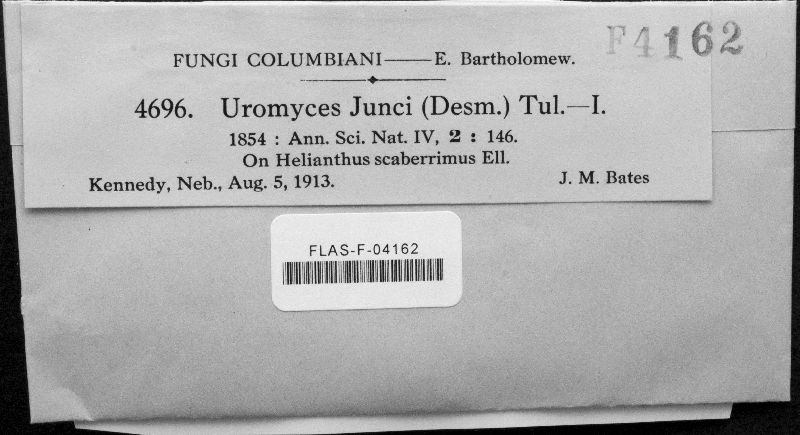 F4162
FUNGI COLUMBIANI——E. Bartholomew.
4696. Uromyces Junci (Desm.) Tul.—I.
1854 : Ann. Sci. Nat. IV, 2 : 146.
On Helianthus scaberrimus Ell.
Kennedy, Neb., Aug. 5, 1913. J. M. Bates
FLAS-F-04162